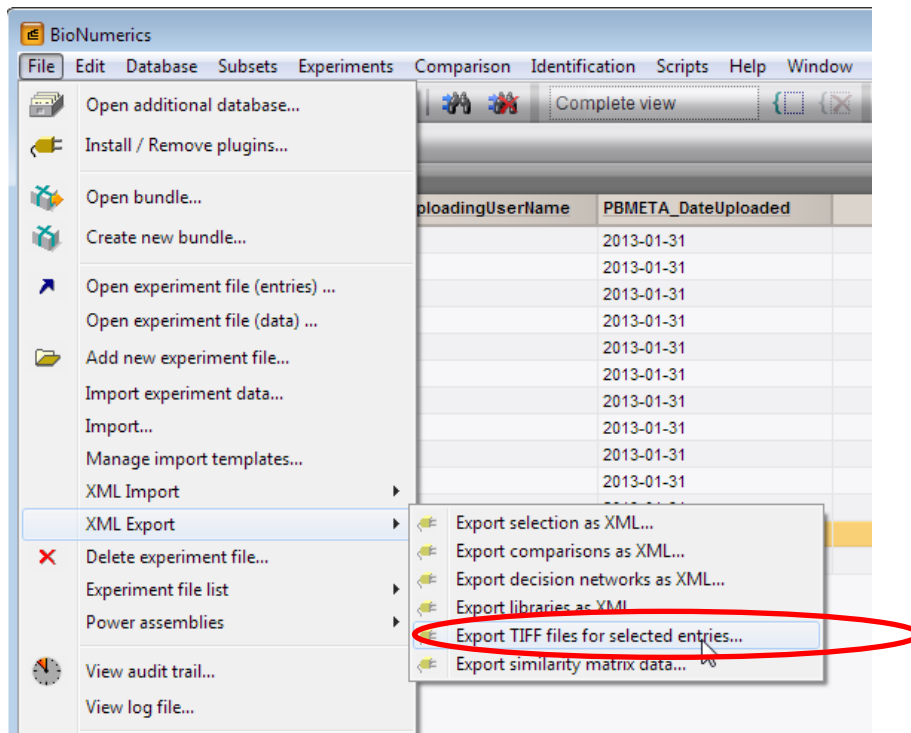 BioNumerics
File Edit Database Subsets Experiments Comparison Identification Scripts Help Window
Open additional database...
Complete view
Install / Remove plugins...
Open bundle...
ploadingUserName PBMETA_DateUploaded
Create new bundle...
2013-01-31
2013-01-31
Open experiment file (entries) ...
2013-01-31
Open experiment file (data) ...
2013-01-31
Add new experiment file...
2013-01-31
2013-01-31
Import experiment data...
2013-01-31
Import...
2013-01-31
Manage import templates...
2013-01-31
XML Import
2013-01-31
XML Export
Export selection as XML...
Delete experiment file...
Export comparisons as XML...
Experiment file list
Export decision networks as XML...
Power assemblies
Export libraries as XML
Export TIFF files for selected entries...
View audit trail...
Export similarity matrix data...
View log file...